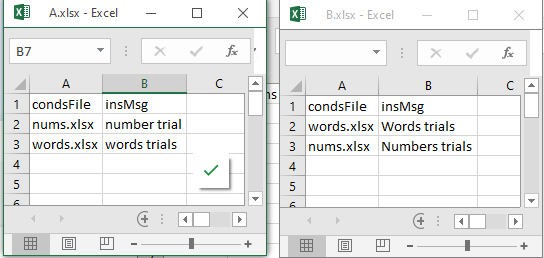 A.xlsx - Excel
B7
fx
A B C
1 condsFile insMsg
2 nums.xlsx number trial
3 words.xlsx words trials
4
5
6
B.xlsx - Excel
fx
A B C
1 condsFile insMsg
2 words.xlsx Words trials
3 nums.xlsx Numbers trials
4
5
6